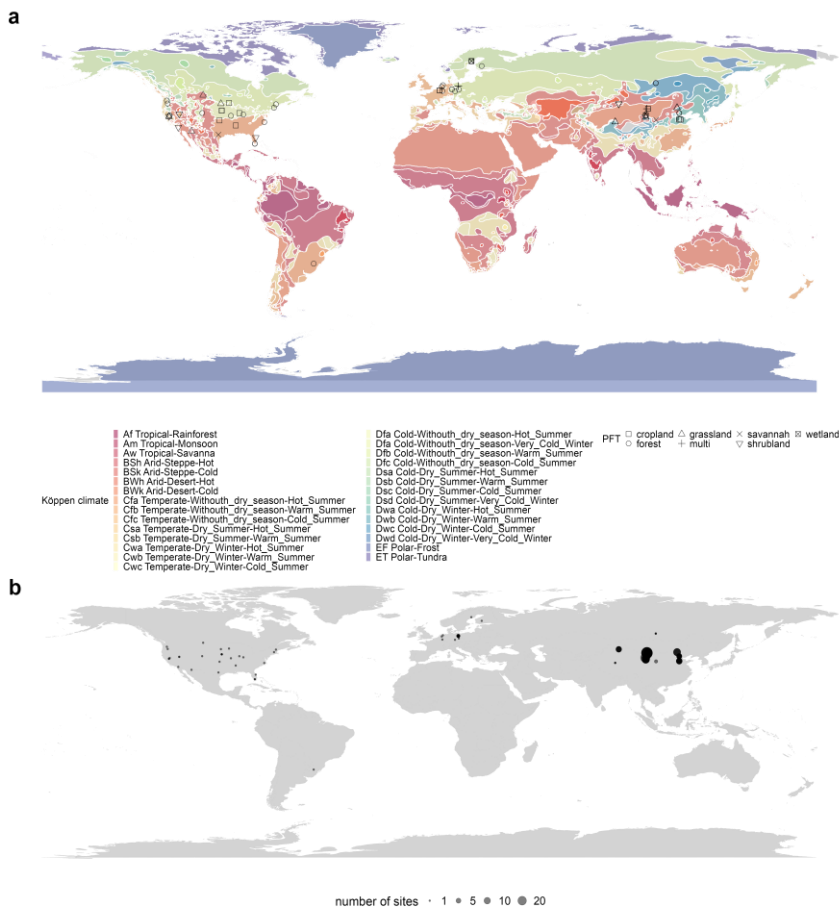 a
Köppen climate
Af Tropical-Rainforest
Am Tropical-Monsoon
Aw Tropical-Savanna
BSh Arid-Steppe-Hot
BSk Arid-Steppe-Cold
BWh Arid-Desert-Hot
BWk Arid-Desert-Cold
Cfa Temperate-Withouth_dry_season-Hot_Summer
Cfb Temperate-Withouth_dry_season-Warm_Summer
Cfc Temperate-Withouth_dry_season-Cold_Summer
Csa Temperate-Dry_Summer-Hot_Summer
Csb Temperate-Dry_Summer-Warm_Summer
Cwa Temperate-Dry_Winter-Hot_Summer
Cwb Temperate-Dry_Winter-Warm_Summer
Cwc Temperate-Dry_Winter-Cold_Summer
Dfa Cold-Withouth_dry_season-Hot_Summer
Dfa Cold-Withouth_dry_season-Very_Cold_Winter
Dfb Cold-Withouth_dry_season-Warm_Summer
Dfc Cold-Withouth_dry_season-Cold_Summer
Dsa Cold-Dry_Summer-Hot_Summer
Dsb Cold-Dry_Summer-Warm_Summer
Dsc Cold-Dry_Summer-Cold_Summer
Dsd Cold-Dry_Summer-Very_Cold_Winter
Dwa Cold-Dry_Winter-Hot_Summer
Dwb Cold-Dry_Winter-Warm_Summer
Dwc Cold-Dry_Winter-Cold_Summer
Dwd Cold-Dry_Winter-Very_Cold_Winter
EF Polar-Frost
ET Polar-Tundra
PFT cropland grassland savannah wetland
forest multi shrubland
b
number of sites 1 5 10 20